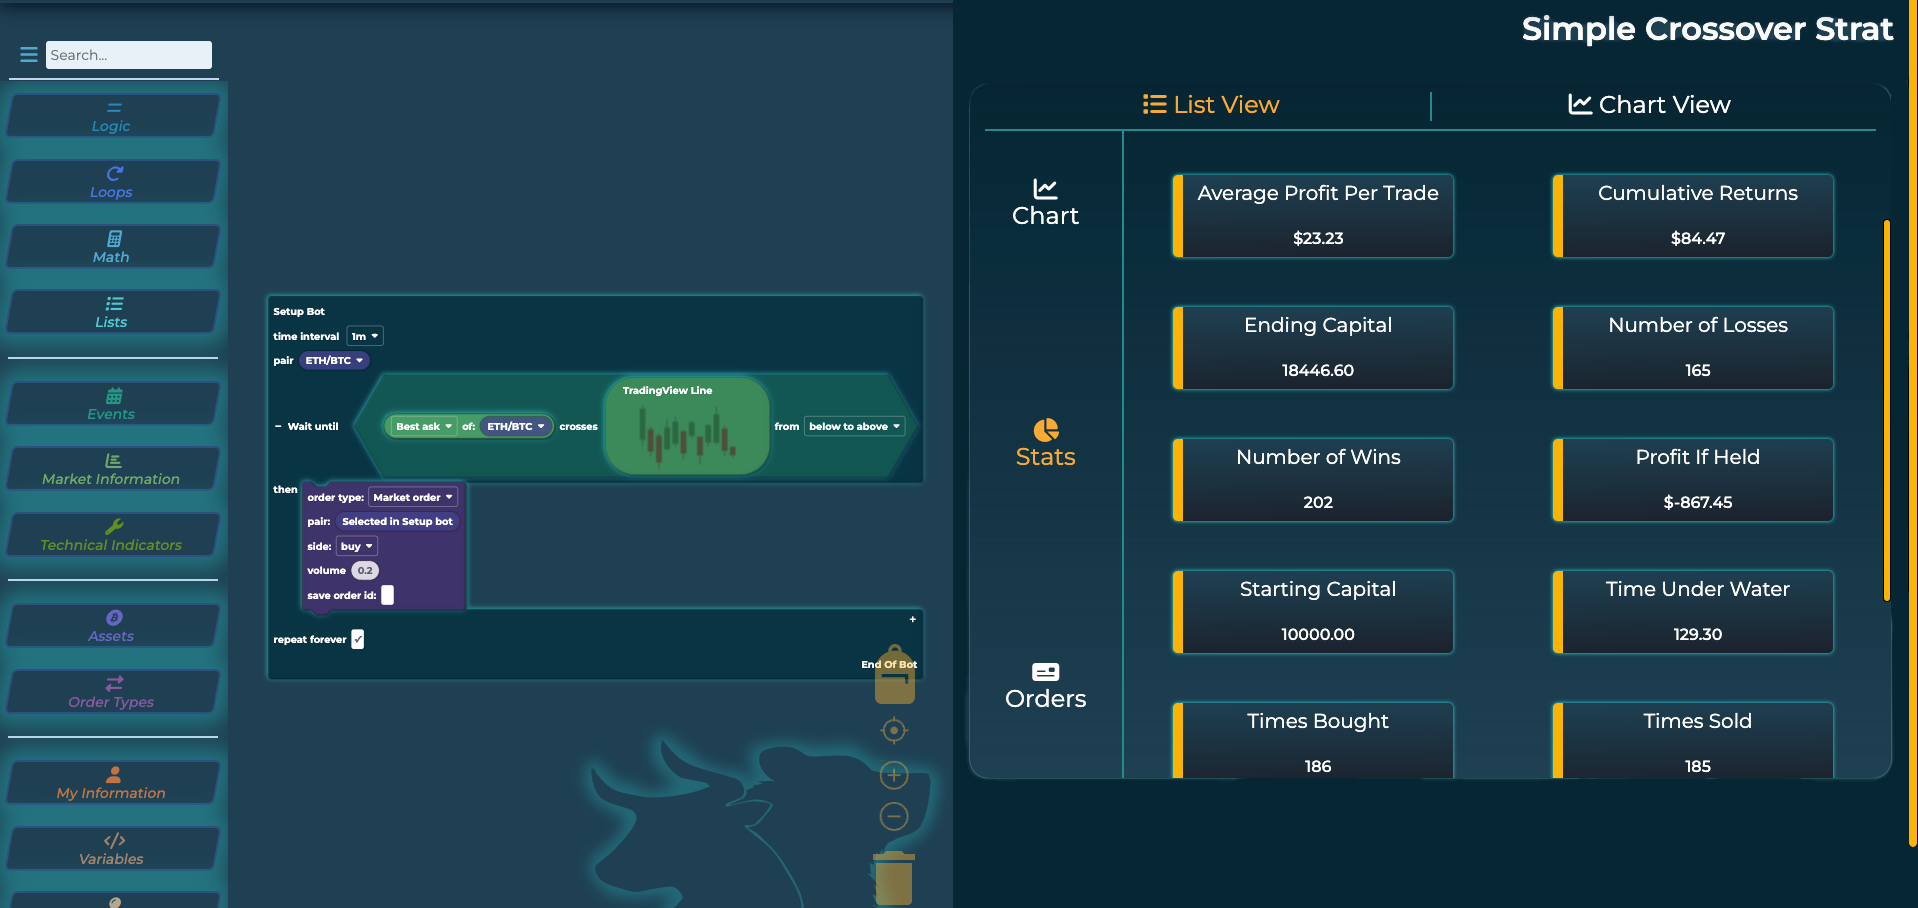 Search...
Logic
Loops
Math
Lists
Events
Market Information
Technical Indicators
Assets
Order Types
My Information
Variables
Setup Bot
time interval 1m
pair ETH/BTC
TradingView Line
− Wait until Best ask of: ETH/BTC crosses from below to above
then
order type: Market order
pair: Selected in Setup bot
side: buy
volume 0.2
save order id:
+
repeat forever ✓
End Of Bot
Simple Crossover Strat
List View
Chart View
Chart
Stats
Orders
Average Profit Per Trade
$23.23
Cumulative Returns
$84.47
Ending Capital
18446.60
Number of Losses
165
Number of Wins
202
Profit If Held
$-867.45
Starting Capital
10000.00
Time Under Water
129.30
Times Bought
186
Times Sold
185